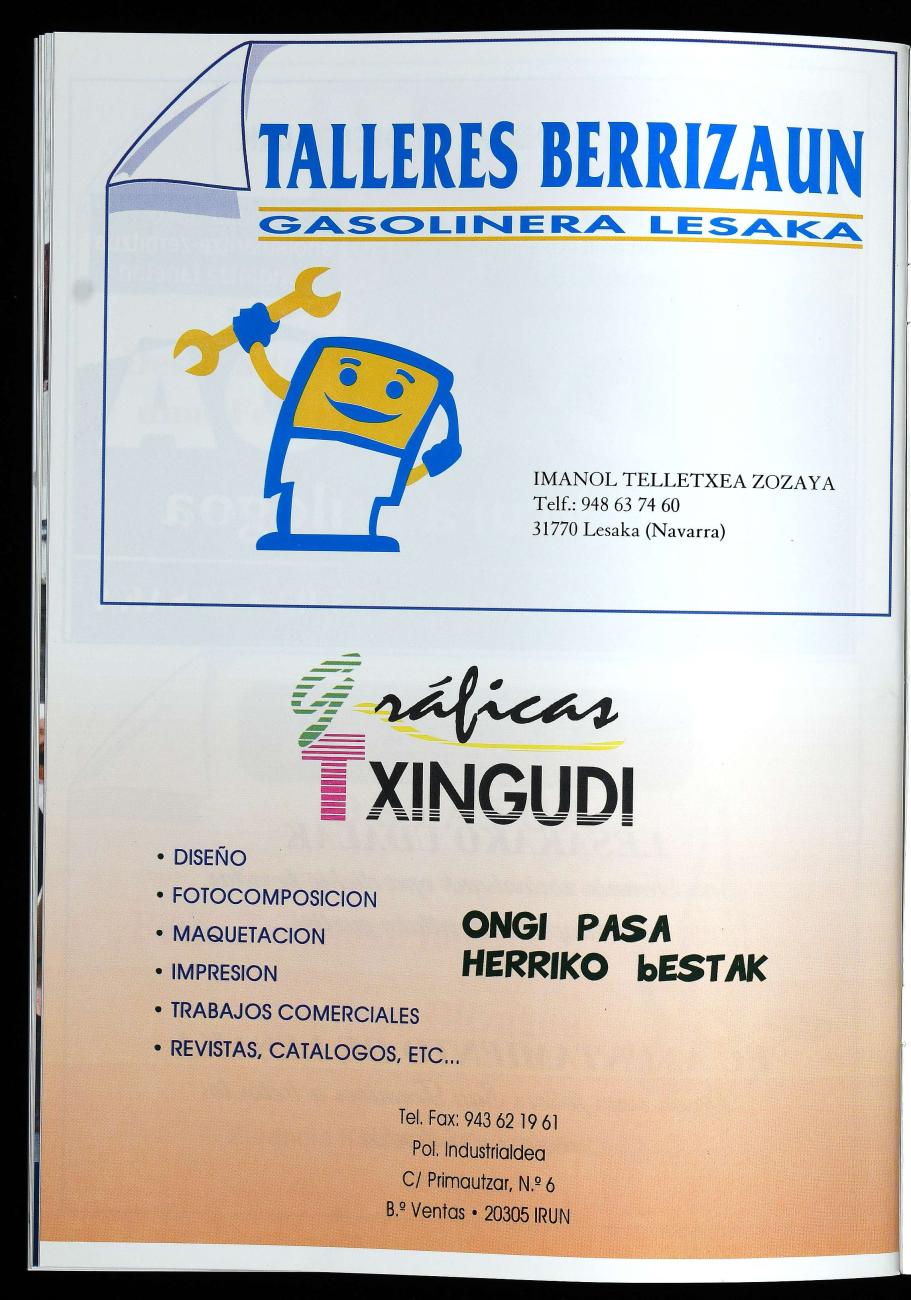 TALLERES BERRIZAUN
GASOLINERA LESAKA
IMANOL TELLETXEA ZOZAYA
Telf.: 948 63 74 60
31770 Lesaka (Navarra)
gráficas
TXINGUDI
• DISEÑO
• FOTOCOMPOSICION
• MAQUETACION
• IMPRESION
• TRABAJOS COMERCIALES
• REVISTAS, CATALOGOS, ETC...
ONGI PASA
HERRIKO bESTAK
Tel. Fax: 943 62 19 61
Pol. Industrialdea
C/ Primautzar, N.º 6
B.º Ventas • 20305 IRUN